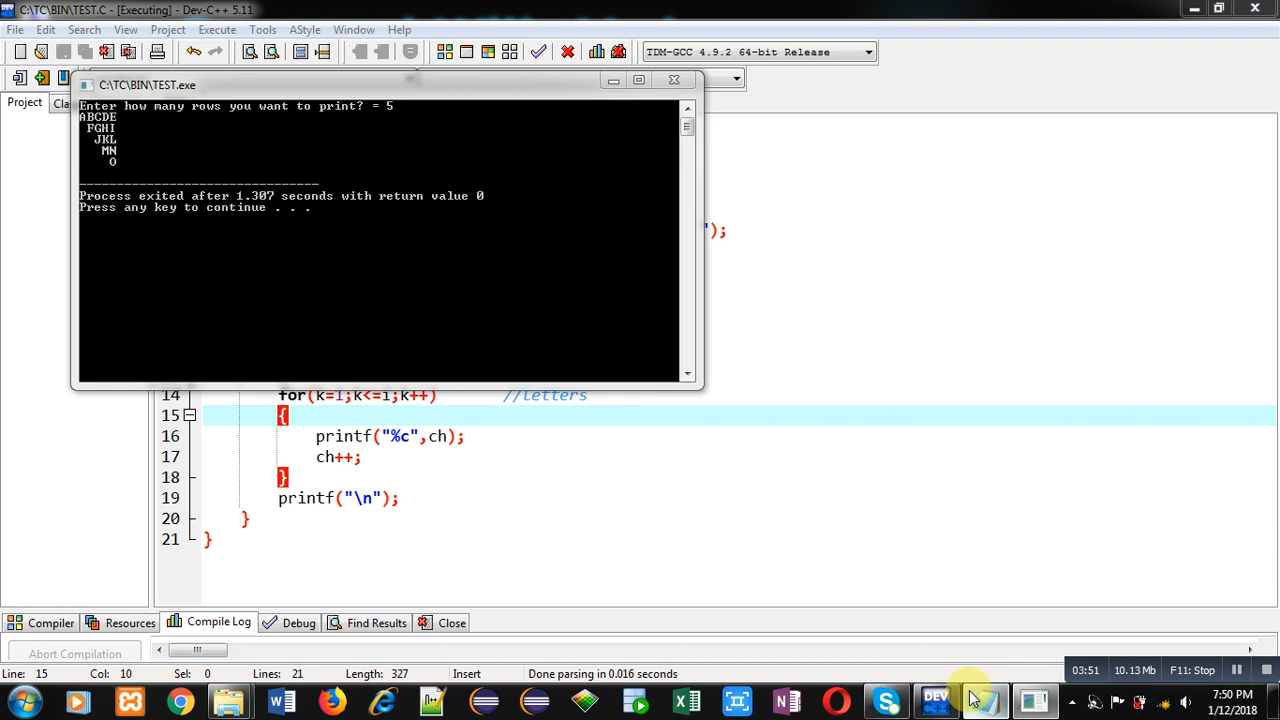 C:\TC\BIN\TEST.C - [Executing] - Dev-C++ 5.11
File Edit Search View Project Execute Tools AStyle Window Help
TDM-GCC 4.9.2 64-bit Release
C:\TC\BIN\TEST.exe
Project Cla
Enter how many rows you want to print? = 5
ABCDE
FGHI
JKL
MN
O
--------------------------------
Process exited after 1.307 seconds with return value 0
Press any key to continue . . .
");
14 for(k=1;k<=i;k++) //letters
15 {
16 printf("%c",ch);
17 ch++;
18 }
19 printf("\n");
20 }
21 }
Compiler Resources Compile Log Debug Find Results Close
Abort Compilation
Line: 15 Col: 10 Sel: 0 Lines: 21 Length: 327 Insert Done parsing in 0.016 seconds
03:51 10.13 Mb F11: Stop
DEV
7:50 PM
1/12/2018